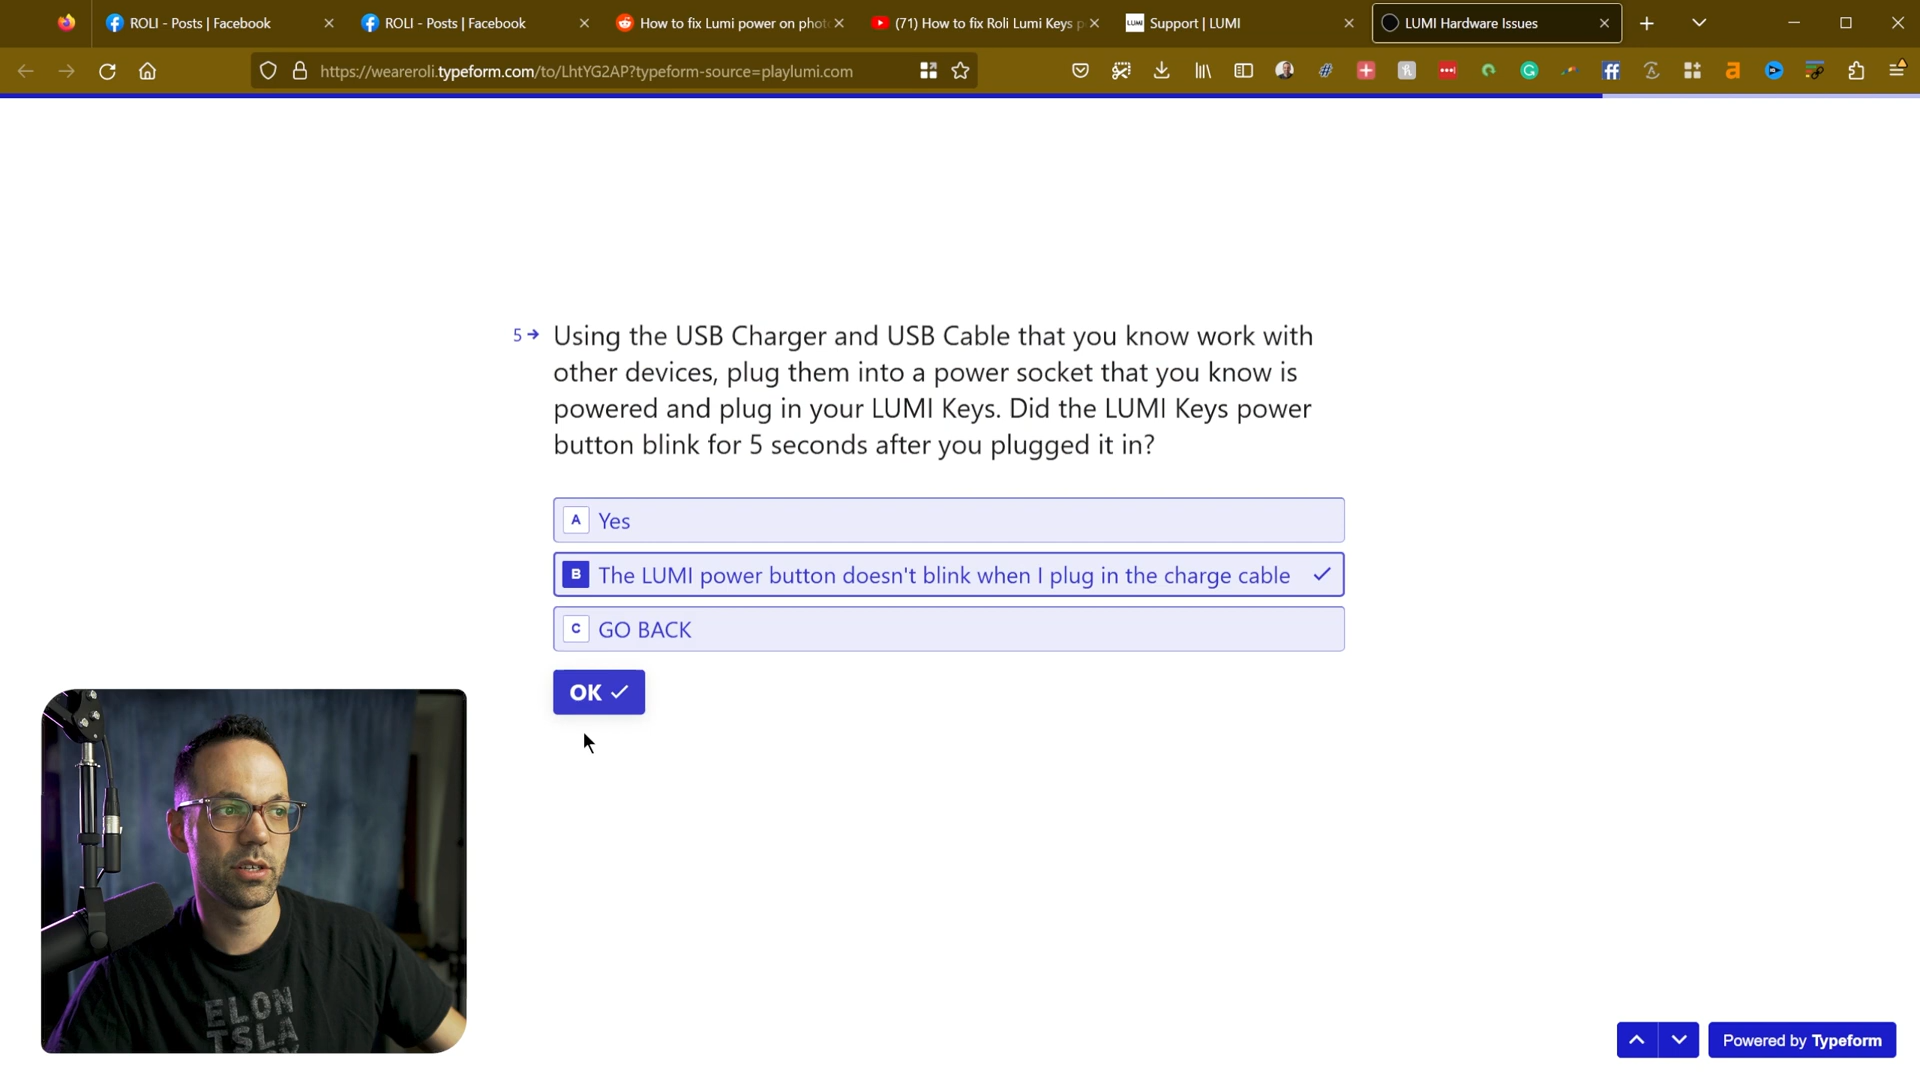 ROLI - Posts | Facebook
ROLI - Posts | Facebook
How to fix Lumi power on phot
(71) How to fix Roli Lumi Keys p
LUMI Support | LUMI
LUMI Hardware Issues
https://weareroli.typeform.com/to/LhtYG2AP?typeform-source=playlumi.com
5 Using the USB Charger and USB Cable that you know work with
other devices, plug them into a power socket that you know is
powered and plug in your LUMI Keys. Did the LUMI Keys power
button blink for 5 seconds after you plugged it in?
A Yes
B The LUMI power button doesn't blink when I plug in the charge cable
C GO BACK
OK
ELON
TSLA
Powered by Typeform